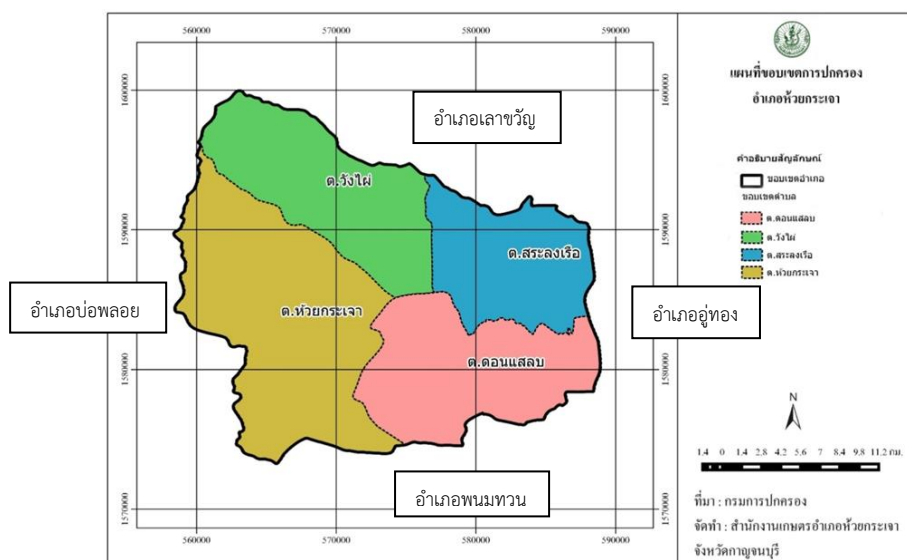 560000 570000 580000 590000
แผนที่ขอบเขตการปกครอง
อำเภอห้วยกระเจา
1600000 1600000
อำเภอเลาขวัญ
ต.วังไผ่
คำอธิบายสัญลักษณ์
ขอบเขตอำเภอ
ขอบเขตตำบล
ต.ดอนแสลบ
ต.วังไผ่
ต.สระลงเรือ
ต.ห้วยกระเจา
1590000 1590000
ต.สระลงเรือ
อำเภอบ่อพลอย
ต.ห้วยกระเจา
อำเภออู่ทอง
ต.ดอนแสลบ
1580000 1580000
N
1.4 0 1.4 2.8 4.2 5.6 7 8.4 9.8 11.2 กม.
อำเภอพนมทวน
1570000 1570000
ที่มา : กรมการปกครอง
จัดทำ : สำนักงานเกษตรอำเภอห้วยกระเจา
จังหวัดกาญจนบุรี
560000 570000 580000 590000